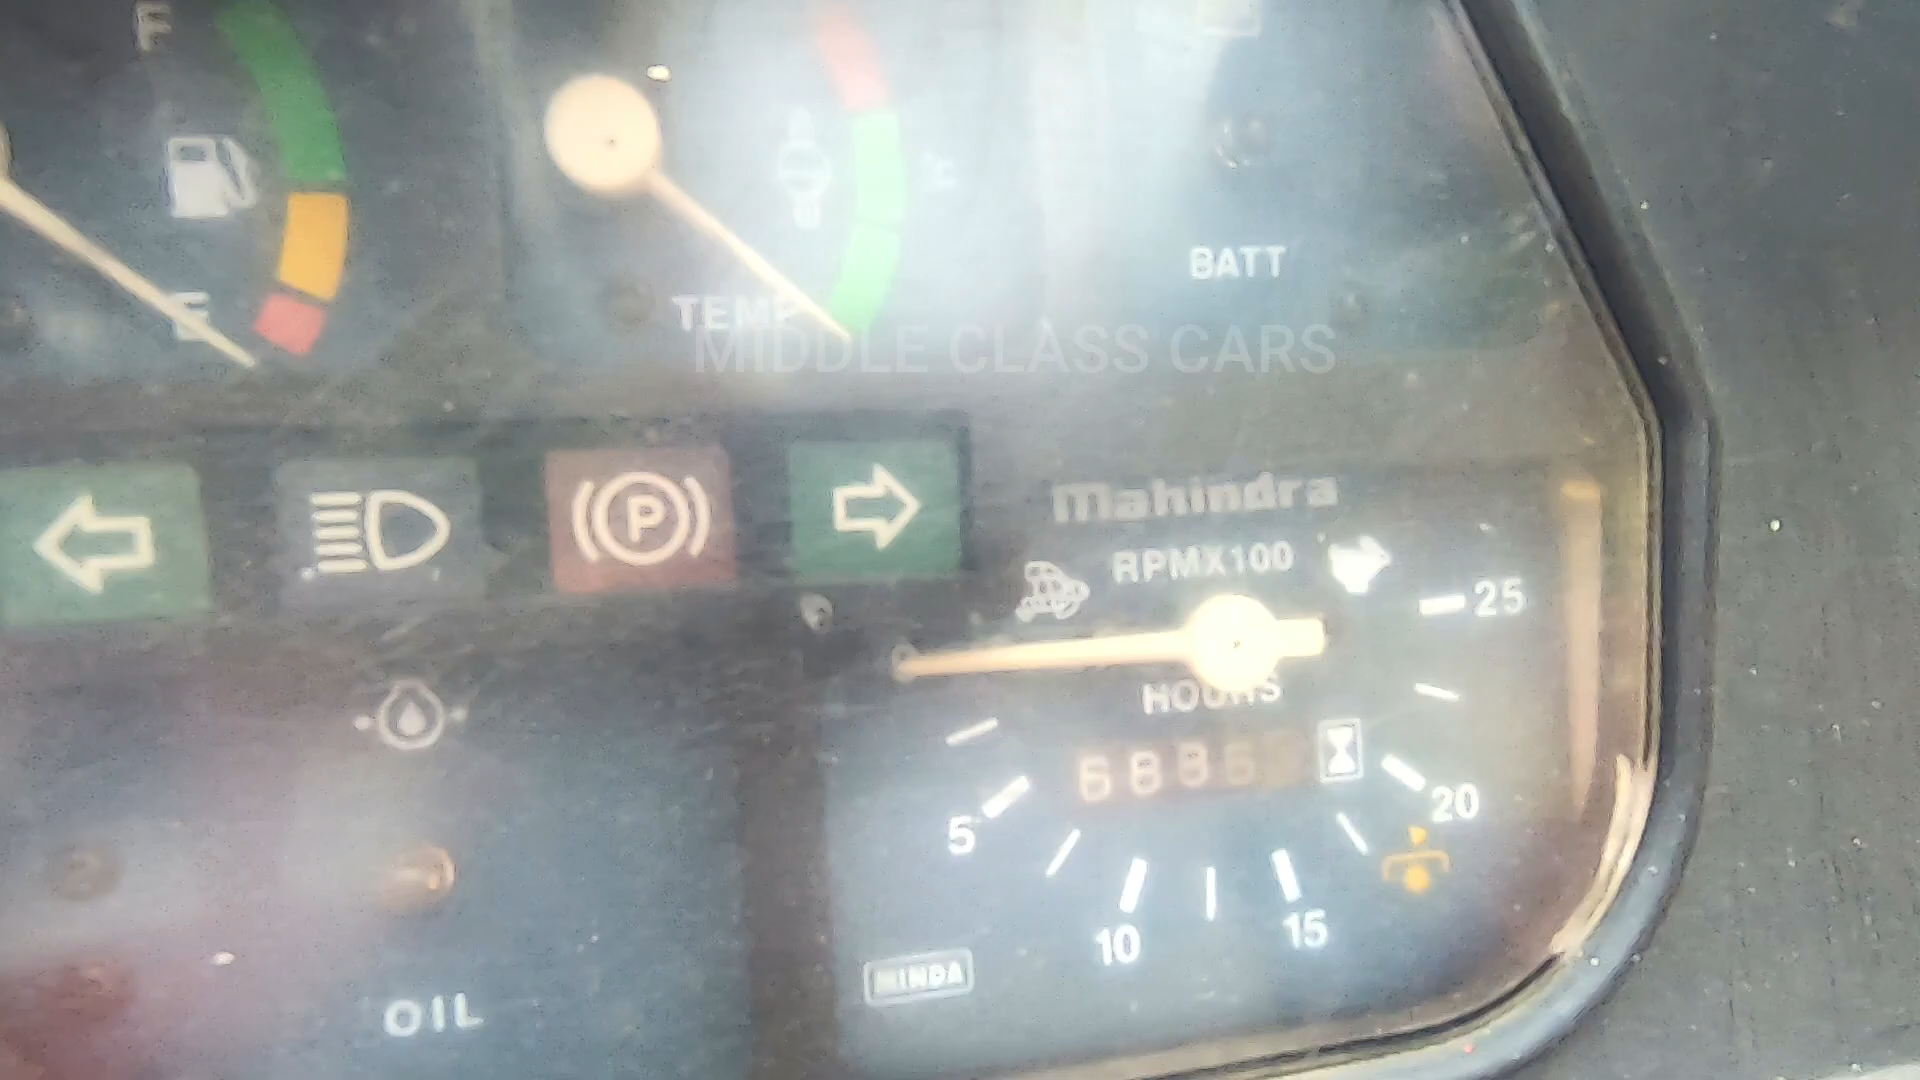 F
E
TEMP
BATT
MIDDLE CLASS CARS
P
mahindra
RPMX100
25
HOURS
20
5
10
15
MINDA
OIL